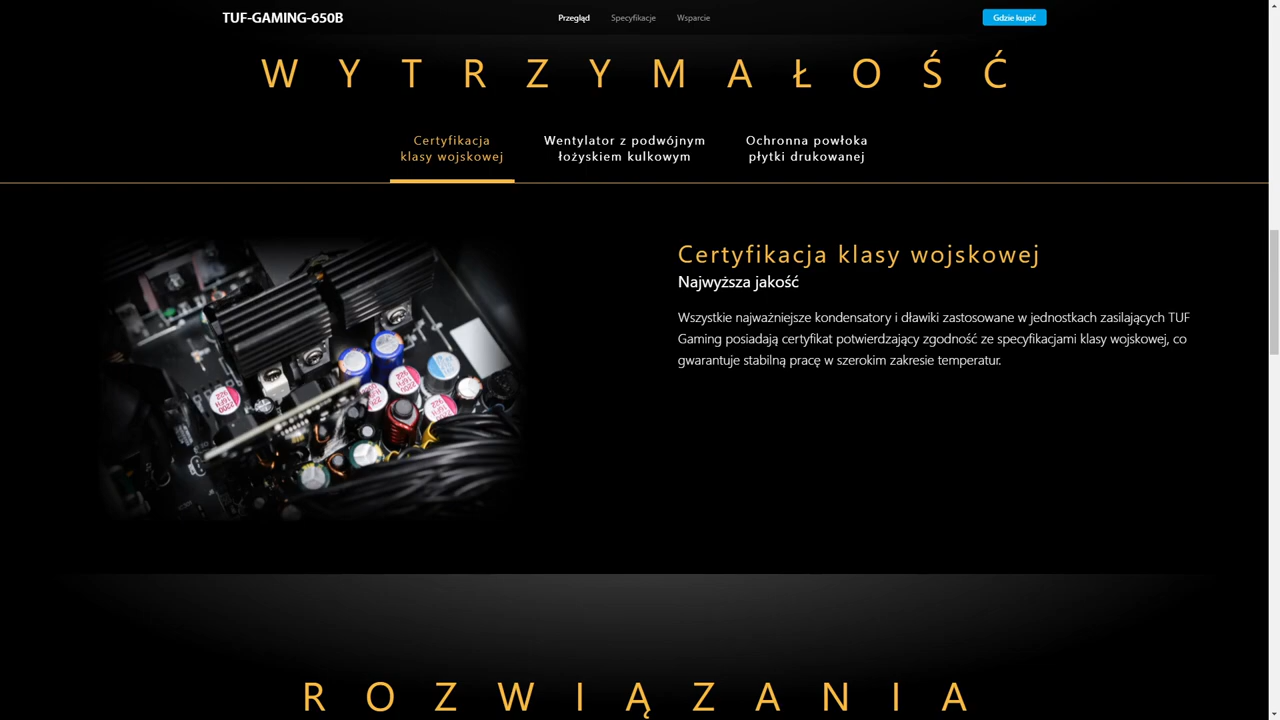 TUF-GAMING-650B
Przegląd
Specyfikacje
Wsparcie
Gdzie kupić
WYTRZYMAŁOŚĆ
Certyfikacja
klasy wojskowej
Wentylator z podwójnym
łożyskiem kulkowym
Ochronna powłoka
płytki drukowanej
Certyfikacja klasy wojskowej
Najwyższa jakość
Wszystkie najważniejsze kondensatory i dławiki zastosowane w jednostkach zasilających TUF
Gaming posiadają certyfikat potwierdzający zgodność ze specyfikacjami klasy wojskowej, co
gwarantuje stabilną pracę w szerokim zakresie temperatur.
ROZWIĄZANIA